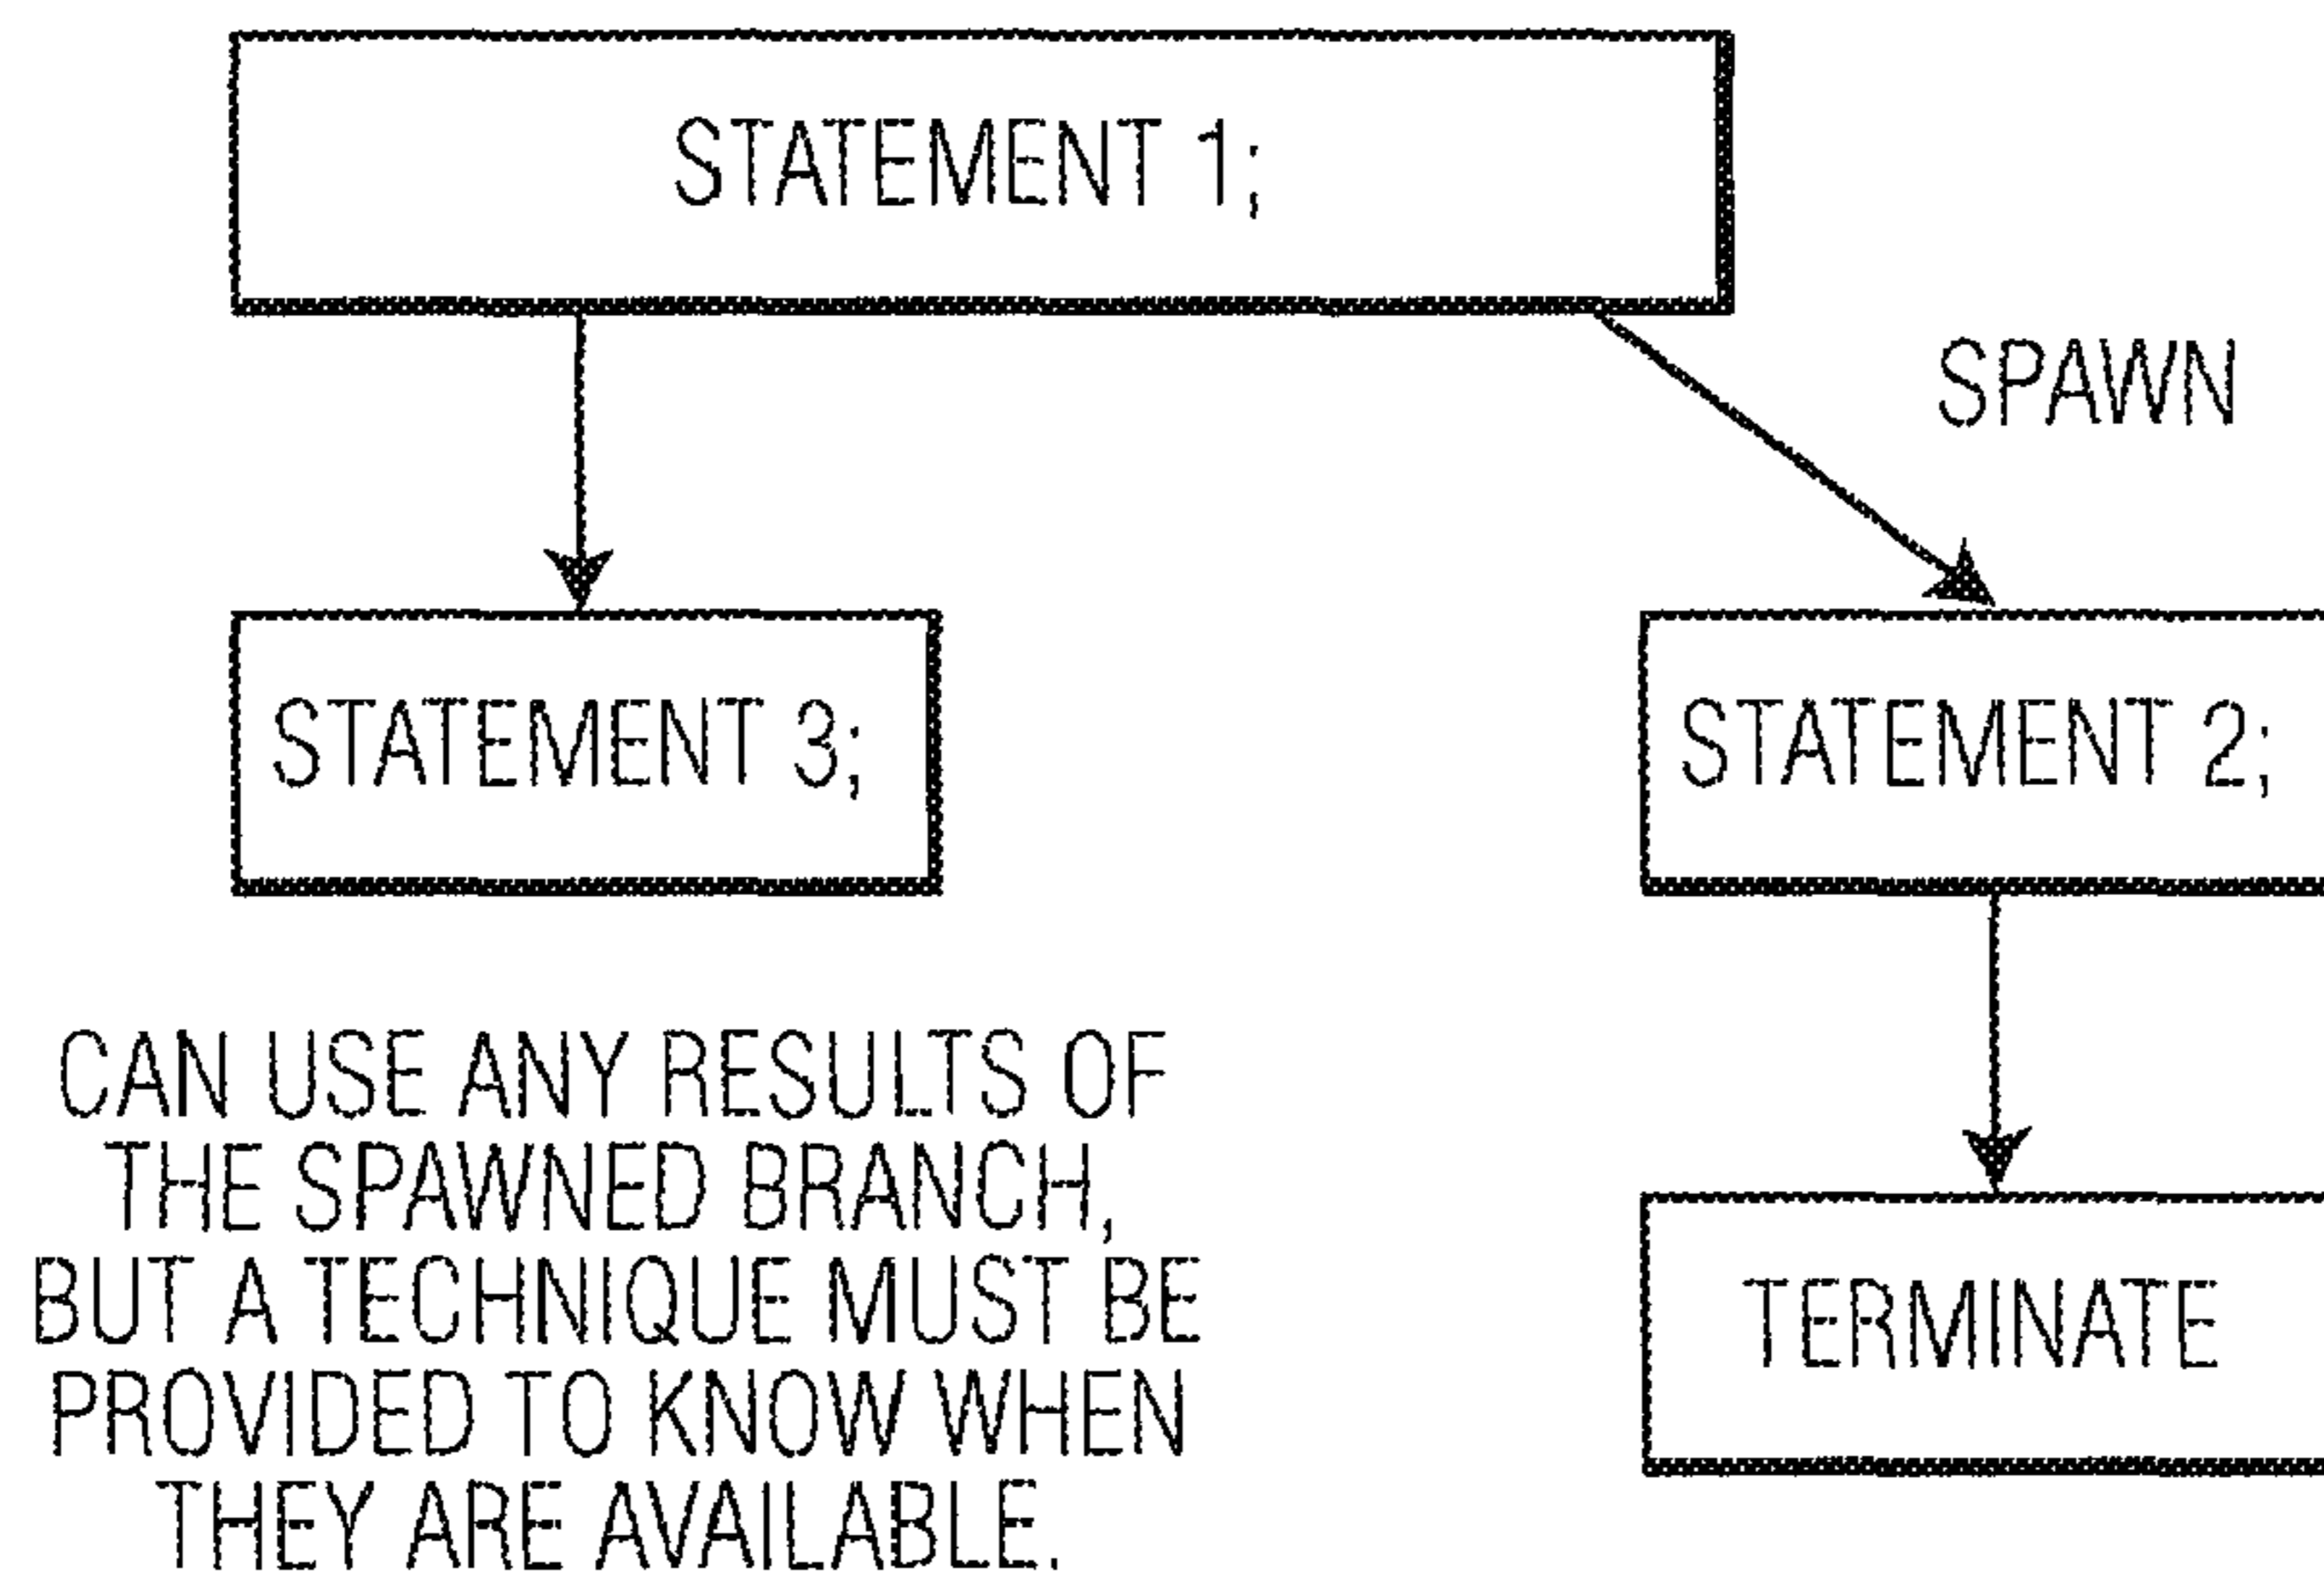 STATEMENT 1;
SPAWN
STATEMENT 3;
STATEMENT 2;
CAN USE ANY RESULTS OF
THE SPAWNED BRANCH,
BUT A TECHNIQUE MUST BE
PROVIDED TO KNOW WHEN
THEY ARE AVAILABLE.
TERMINATE